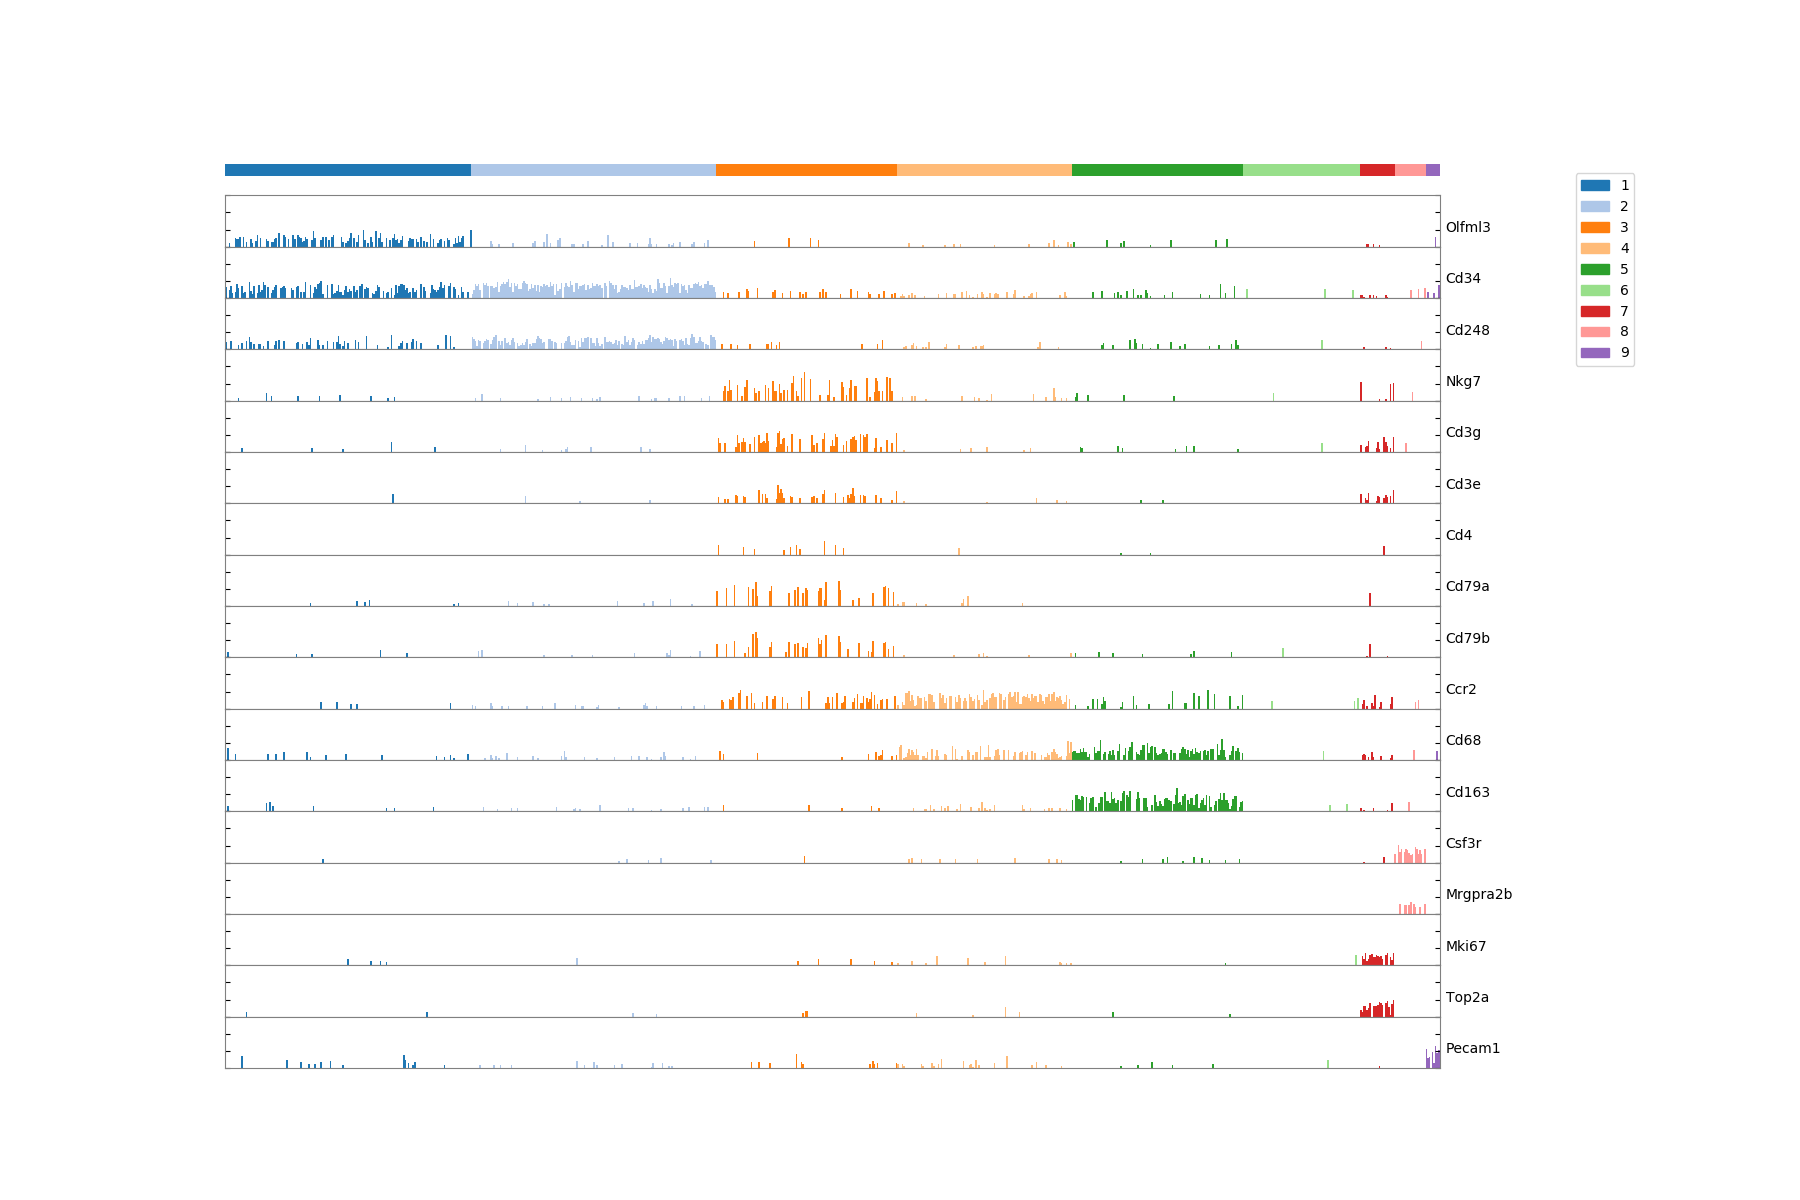 Olfml3
Cd34
Cd248
Nkg7
Cd3g
Cd3e
Cd4
Cd79a
Cd79b
Ccr2
Cd68
Cd163
Csf3r
Mrgpra2b
Mki67
Top2a
Pecam1
1
2
3
4
5
6
7
8
9